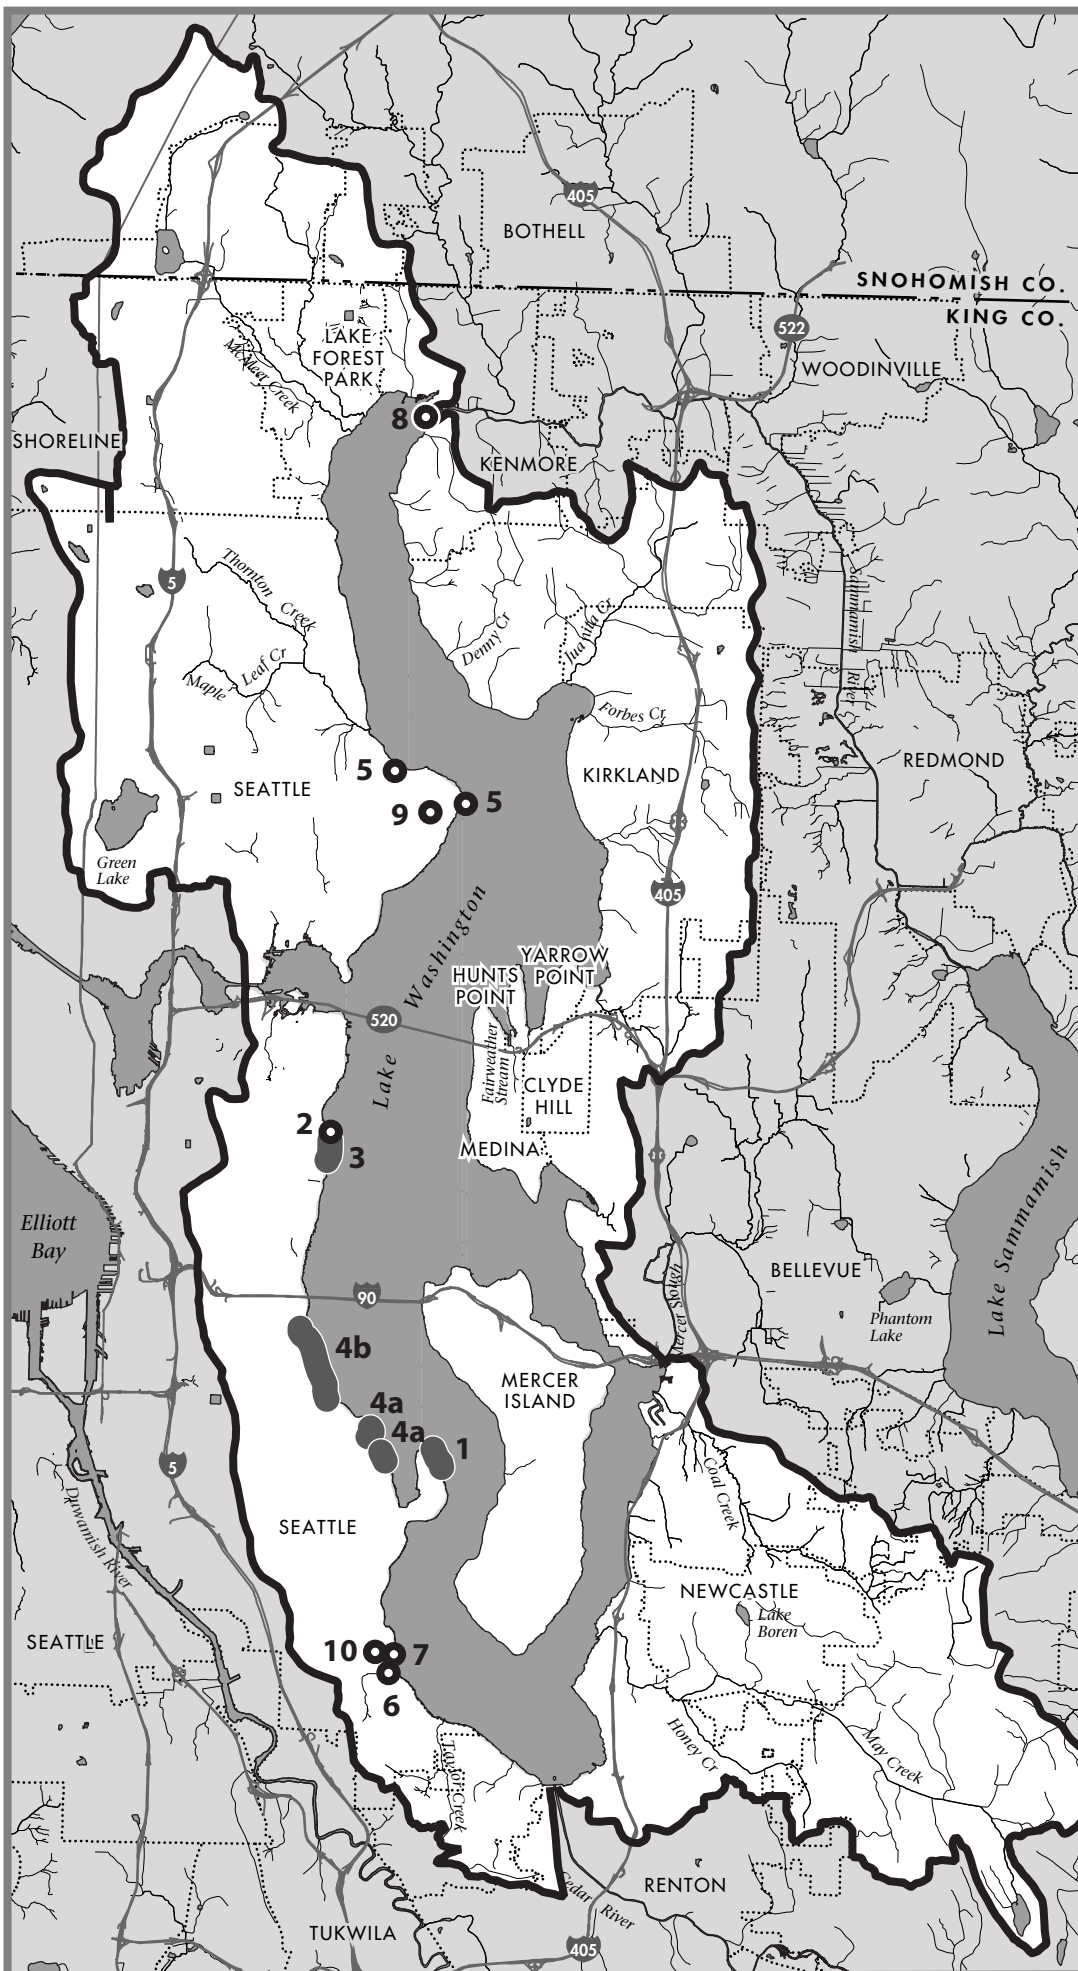 405
BOTHELL
SNOHOMISH CO.
KING CO.
522
LAKE
FOREST
PARK
McAleer Creek
WOODINVILLE
8
SHORELINE
KENMORE
5
Thornton
Creek
Denny Cr
Juanita Cr
Sammamish
River
Maple
Leaf Cr
Forbes Cr
5
5
9
SEATTLE
KIRKLAND
REDMOND
Green
Lake
405
Lake
Washington
YARROW
POINT
HUNTS
POINT
520
Fairweather
Stream
CLYDE
HILL
2
3
MEDINA
Elliott
Bay
Lake Sammamish
BELLEVUE
Mercer Slough
90
Phantom
Lake
4b
MERCER
ISLAND
4a
4a
1
5
Coal Creek
SEATTLE
Duwamish River
NEWCASTLE
Lake
Boren
SEATTLE
10
7
6
Honey Cr
May Creek
Taylor Creek
Cedar
River
RENTON
TUKWILA
405